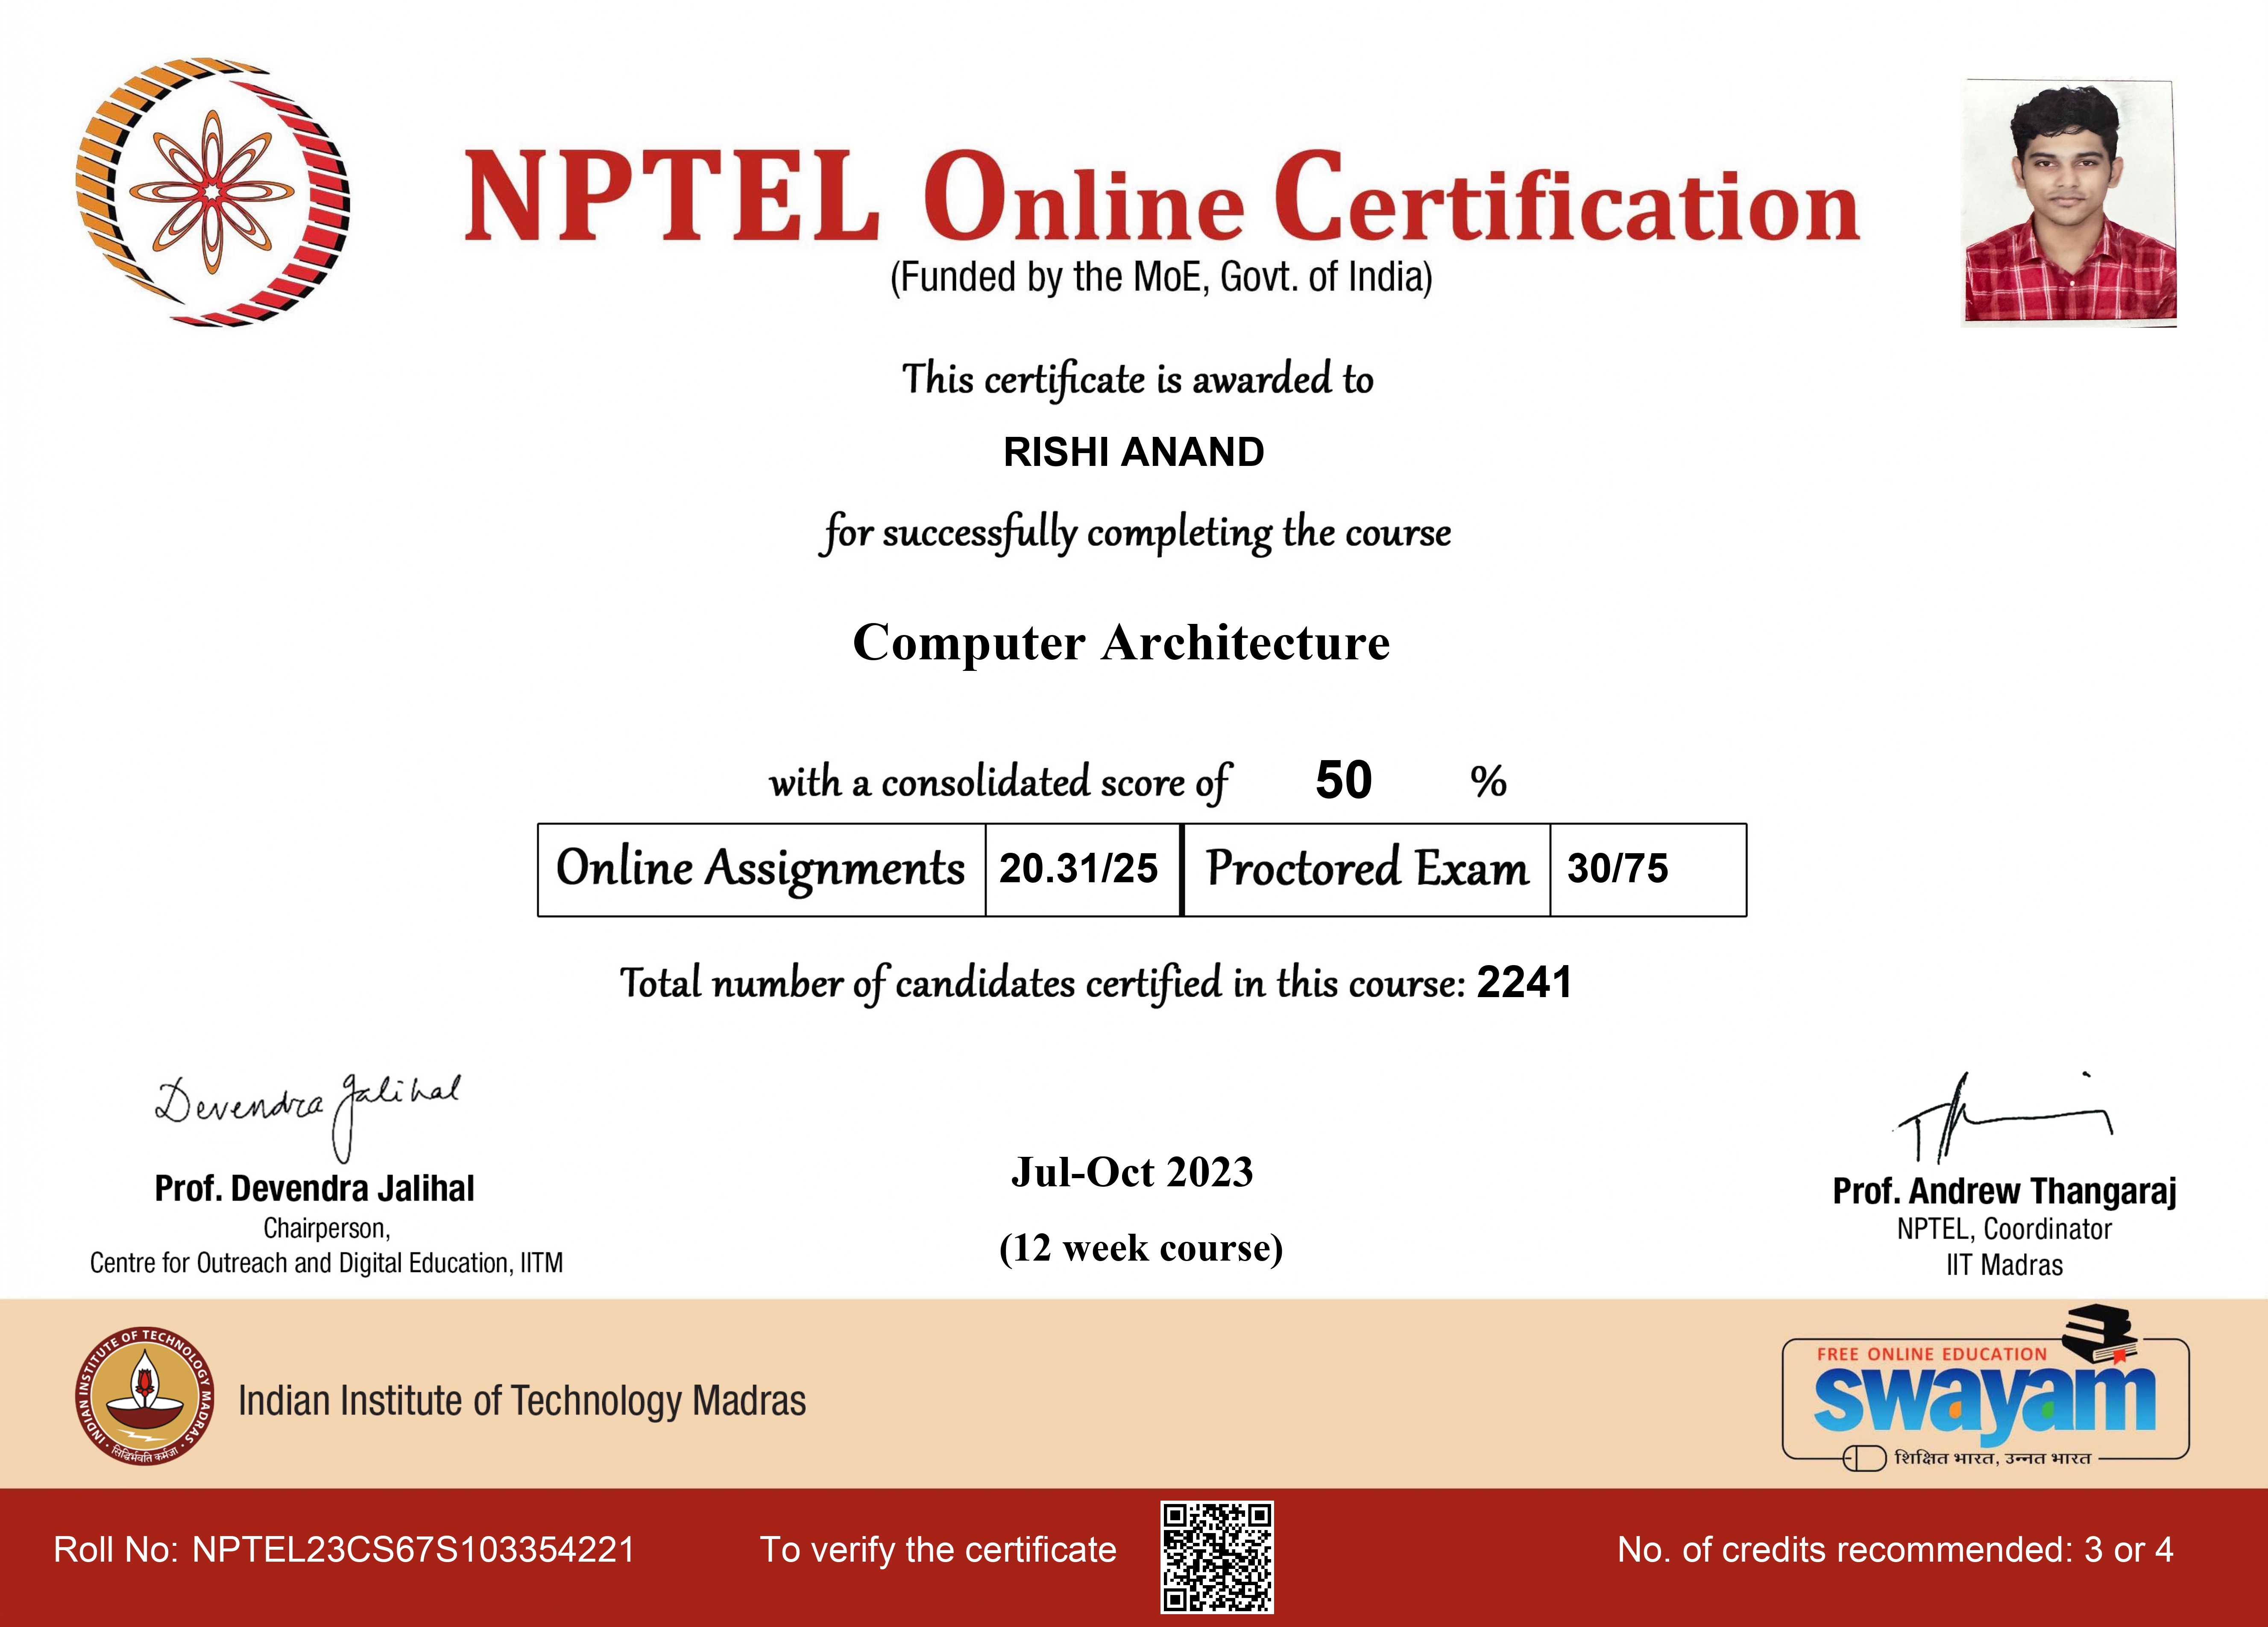 NPTEL Online Certification
(Funded by the MoE, Govt. of India)
This certificate is awarded to
RISHI ANAND
for successfully completing the course
Computer Architecture
with a consolidated score of 50 %
Online Assignments 20.31/25 Proctored Exam 30/75
Total number of candidates certified in this course: 2241
Devendra Jalihal
Prof. Devendra Jalihal
Chairperson,
Centre for Outreach and Digital Education, IITM
Jul-Oct 2023
(12 week course)
Prof. Andrew Thangaraj
NPTEL, Coordinator
IIT Madras
INDIAN INSTITUTE OF TECHNOLOGY MADRAS
सिद्धिर्भवति कर्मजा
Indian Institute of Technology Madras
FREE ONLINE EDUCATION
swayam
शिक्षित भारत, उन्नत भारत
Roll No: NPTEL23CS67S103354221
To verify the certificate
No. of credits recommended: 3 or 4